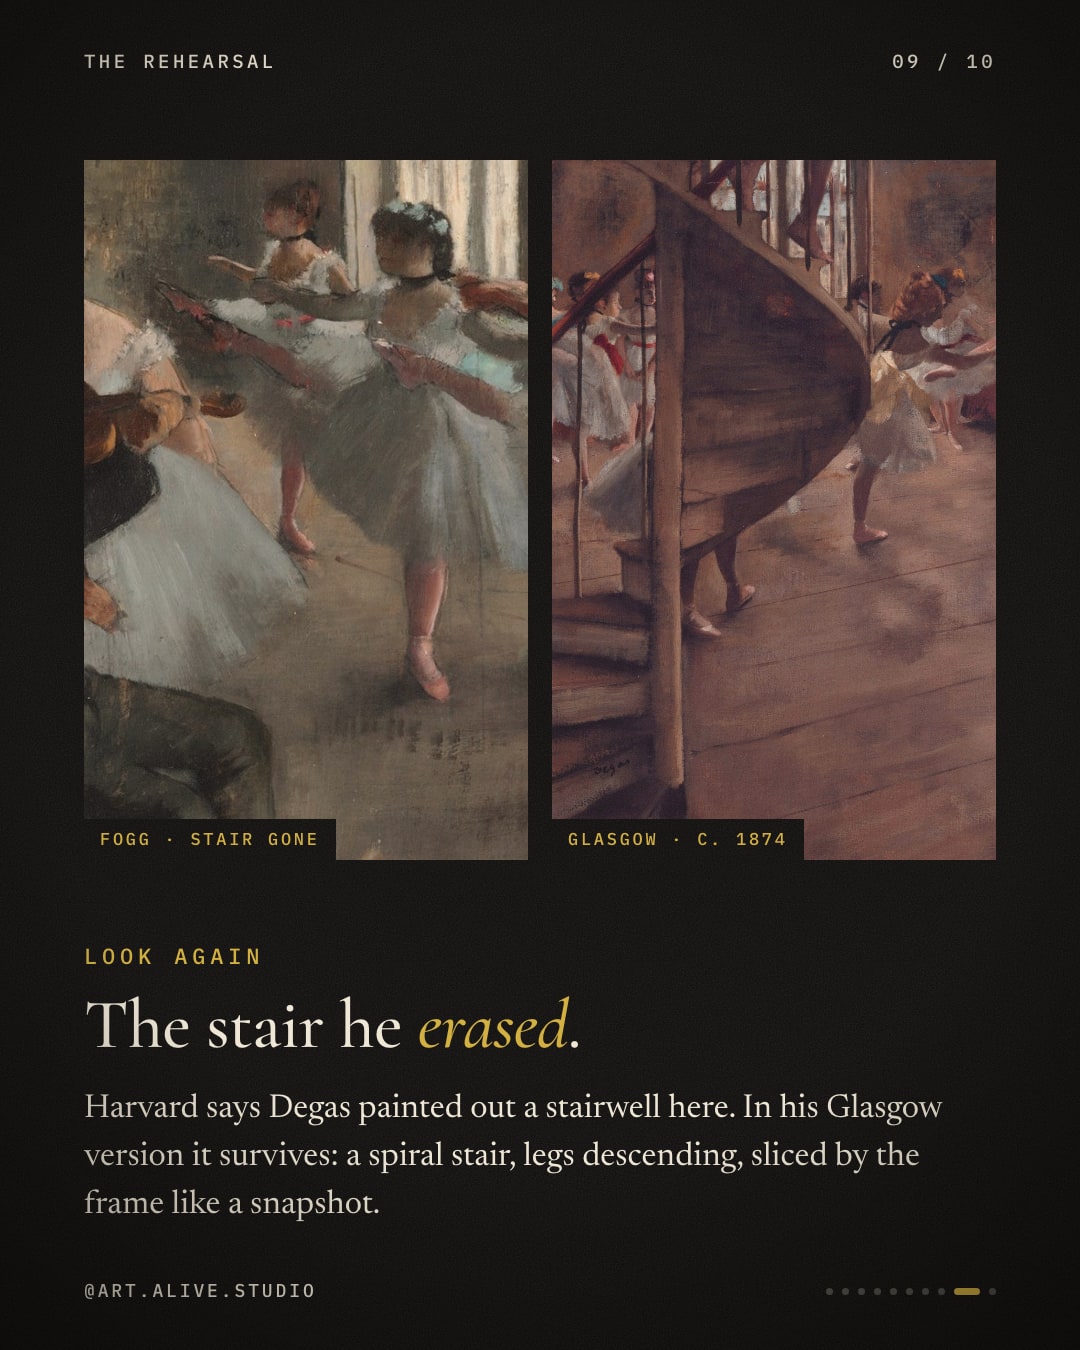 THE REHEARSAL
09 / 10
FOGG · STAIR GONE
GLASGOW · C. 1874
Degas
LOOK AGAIN
The stair he erased.
Harvard says Degas painted out a stairwell here. In his Glasgow
version it survives: a spiral stair, legs descending, sliced by the
frame like a snapshot.
@ART.ALIVE.STUDIO